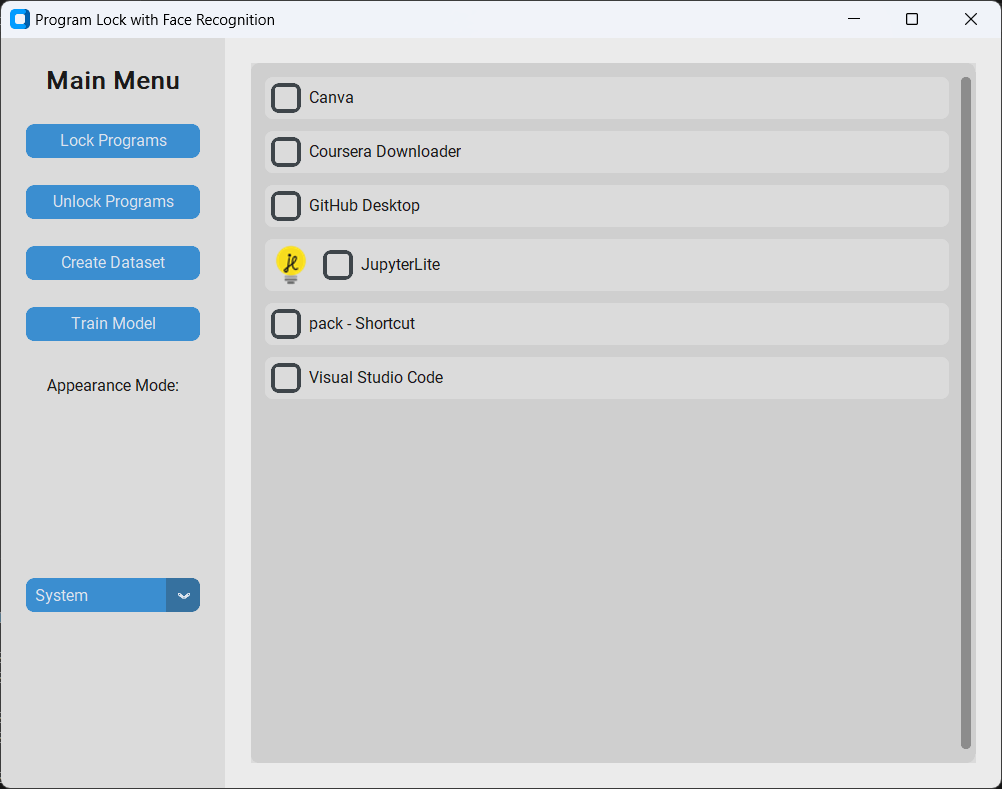 Program Lock with Face Recognition
Main Menu
Lock Programs
Unlock Programs
Create Dataset
Train Model
Appearance Mode:
System
Canva
Coursera Downloader
GitHub Desktop
jl
JupyterLite
pack - Shortcut
Visual Studio Code